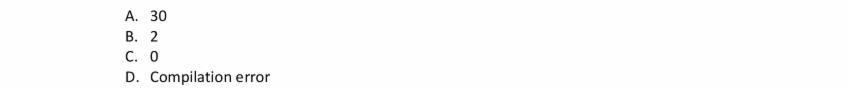 A. 30
B. 2
C. 0
D. Compilation error